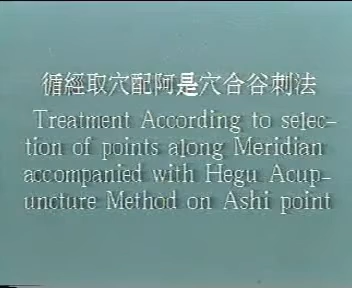 循經取穴配阿是穴合谷刺法
Treatment According to selec-
tion of points along Meridian
accompanied with Hegu Acup-
uncture Method on Ashi point